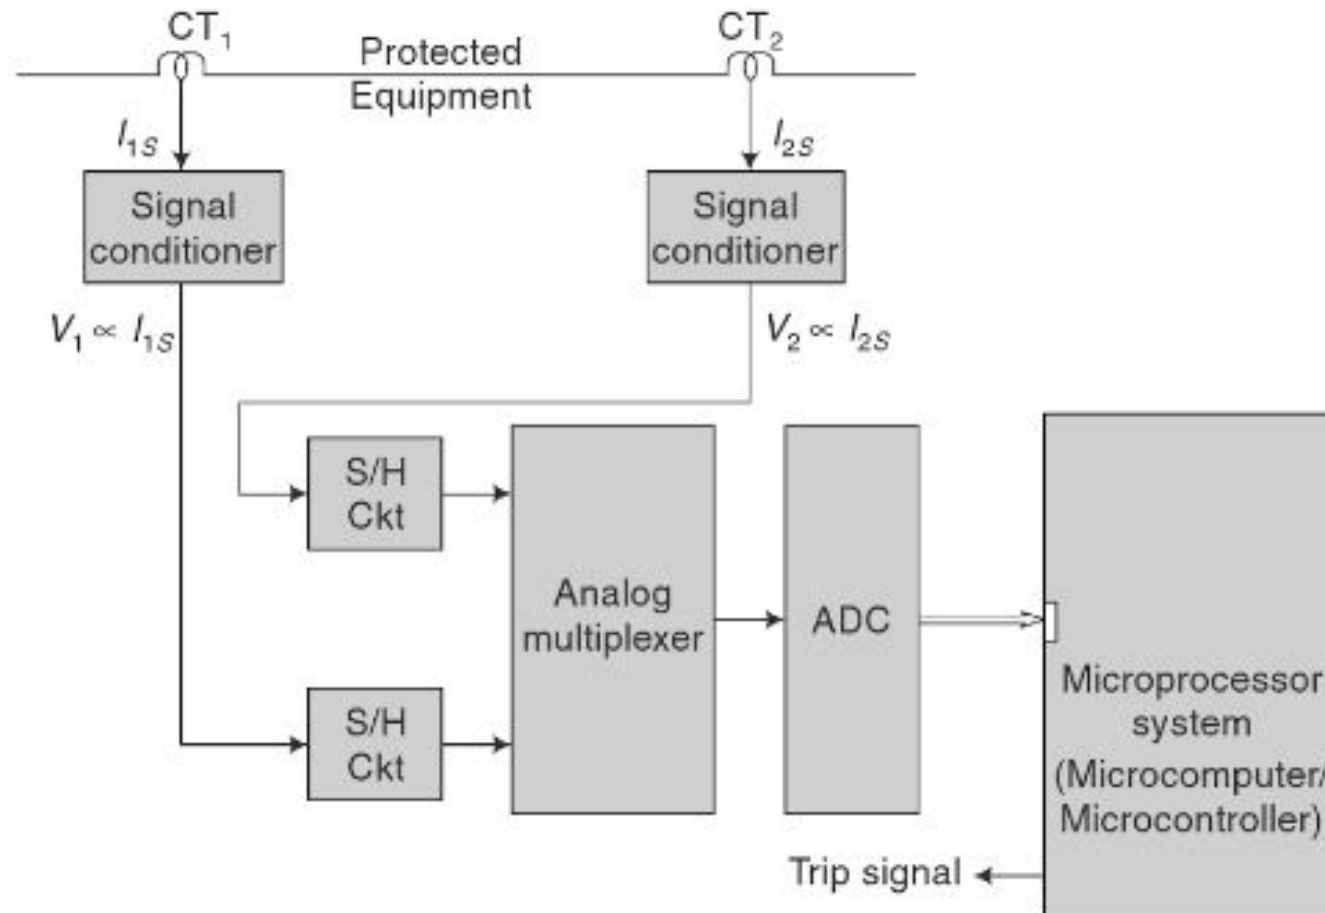 CT₁
CT₂
Protected
Equipment
I₁S
I₂S
Signal
conditioner
Signal
conditioner
V₁ ∝ I₁S
V₂ ∝ I₂S
S/H
Ckt
Analog
multiplexer
ADC
S/H
Ckt
Microprocessor
system
(Microcomputer/
Microcontroller)
Trip signal